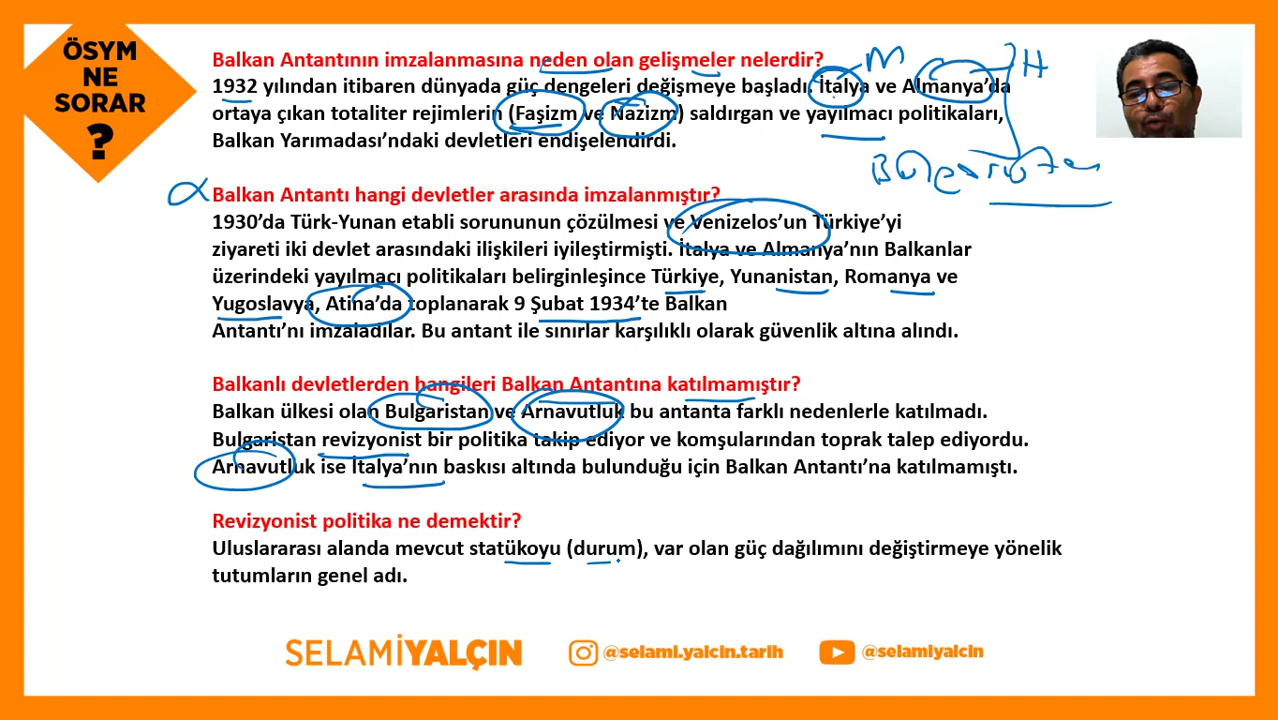 ÖSYM
NE
SORAR
?
Balkan Antantının imzalanmasına neden olan gelişmeler nelerdir?
1932 yılından itibaren dünyada güç dengeleri değişmeye başladı. İtalya ve Almanya’da
ortaya çıkan totaliter rejimlerin (Faşizm ve Nazizm) saldırgan ve yayılmacı politikaları,
Balkan Yarımadası’ndaki devletleri endişelendirdi.
M
H
Balkan Antantı hangi devletler arasında imzalanmıştır?
1930’da Türk-Yunan etabli sorununun çözülmesi ve Venizelos’un Türkiye’yi
ziyareti iki devlet arasındaki ilişkileri iyileştirmişti. İtalya ve Almanya’nın Balkanlar
üzerindeki yayılmacı politikaları belirginleşince Türkiye, Yunanistan, Romanya ve
Yugoslavya, Atina’da toplanarak 9 Şubat 1934’te Balkan
Antantı’nı imzaladılar. Bu antant ile sınırlar karşılıklı olarak güvenlik altına alındı.
Balkanlı devletlerden hangileri Balkan Antantına katılmamıştır?
Balkan ülkesi olan Bulgaristan ve Arnavutluk bu antanta farklı nedenlerle katılmadı.
Bulgaristan revizyonist bir politika takip ediyor ve komşularından toprak talep ediyordu.
Arnavutluk ise İtalya’nın baskısı altında bulunduğu için Balkan Antantı’na katılmamıştı.
Revizyonist politika ne demektir?
Uluslararası alanda mevcut statükoyu (durum), var olan güç dağılımını değiştirmeye yönelik
tutumların genel adı.
SELAMİYALÇIN
@selami.yalcin.tarih
@selamiyalcin